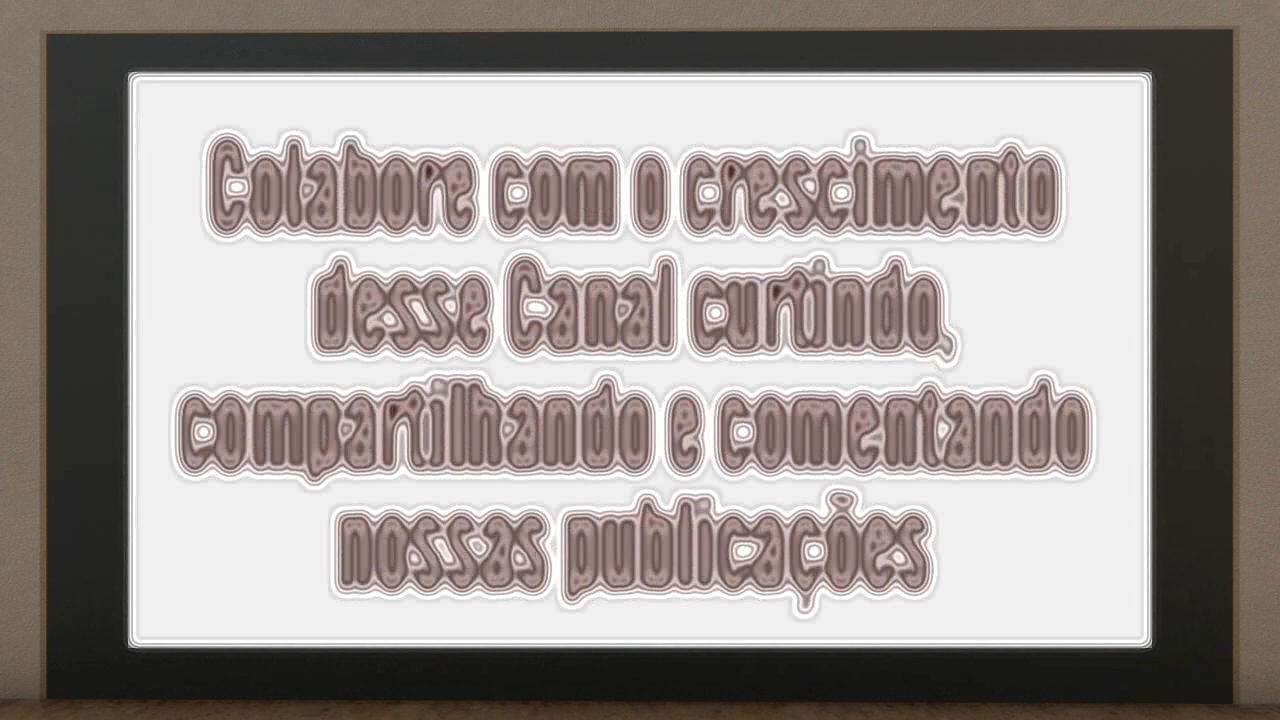 Colabore com o crescimento
desse Canal curtindo,
compartilhando e comentando
nossas publicações